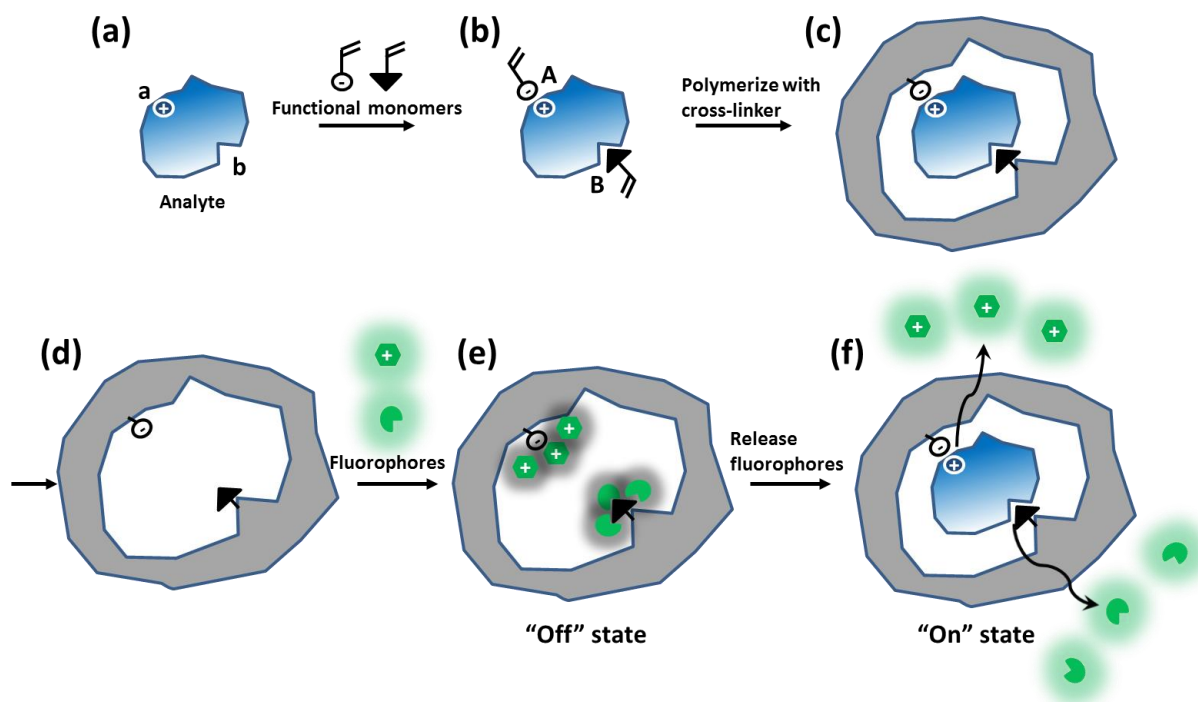 (a)
a
+
b
Analyte
- 
Functional monomers
(b)
A
-
+
B
Polymerize with
cross-linker
(c)
-
+
(d)
-
+
Fluorophores
(e)
-
+
+
+
"Off" state
Release
fluorophores
(f)
+
+
+
-
+
"On" state